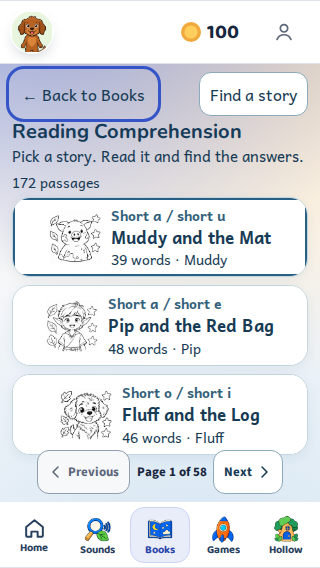 100
← Back to Books
Find a story
Reading Comprehension
Pick a story. Read it and find the answers.
172 passages
Short a / short u
Muddy and the Mat
39 words · Muddy
Short a / short e
Pip and the Red Bag
48 words · Pip
Short o / short i
Fluff and the Log
46 words · Fluff
Previous
Page 1 of 58
Next
Home
Sounds
Books
Games
Hollow